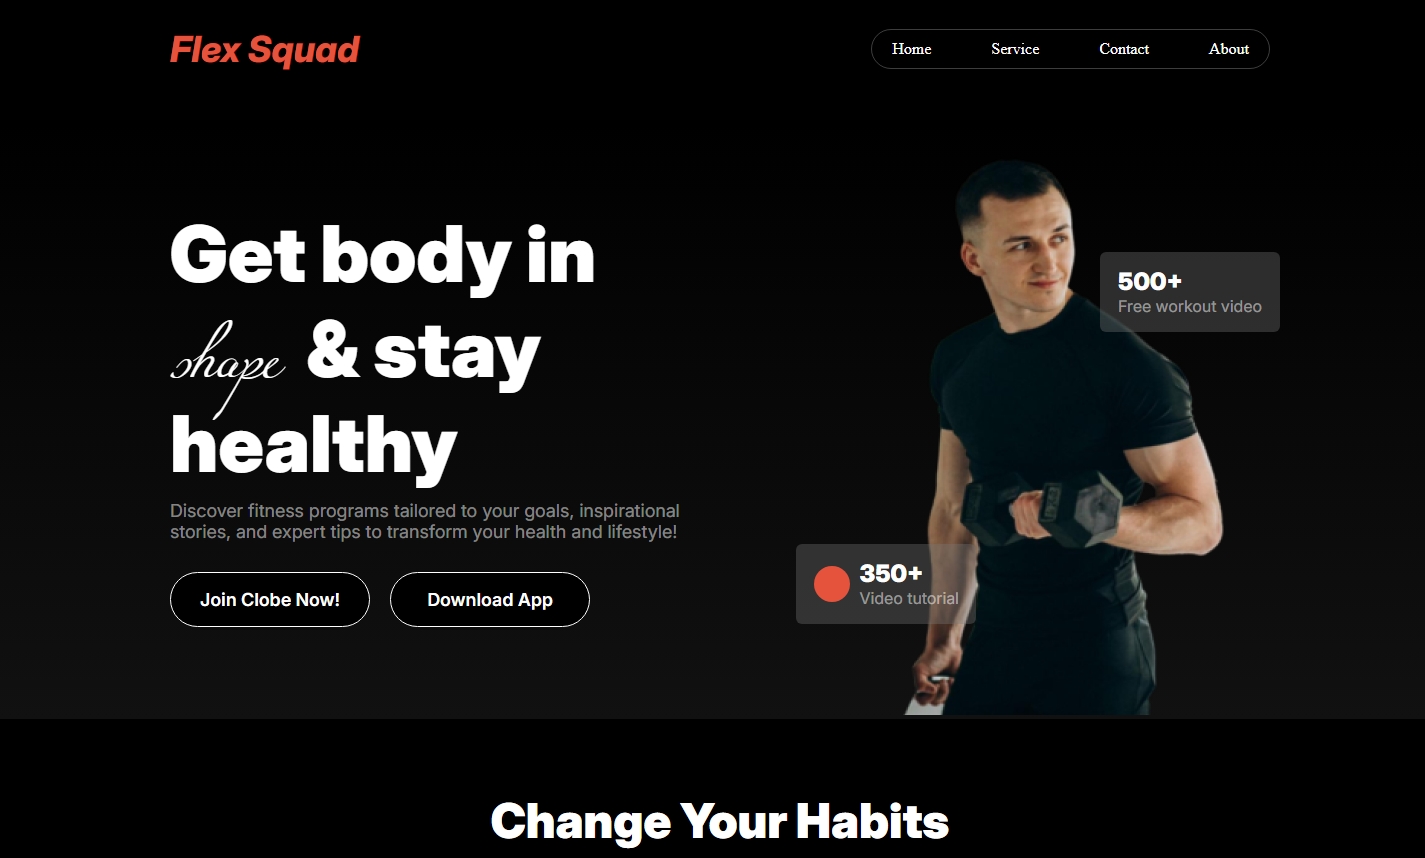 Flex Squad
Home Service Contact About
Get body in
shape & stay
healthy
Discover fitness programs tailored to your goals, inspirational
stories, and expert tips to transform your health and lifestyle!
Join Clobe Now! Download App
500+
Free workout video
350+
Video tutorial
Change Your Habits